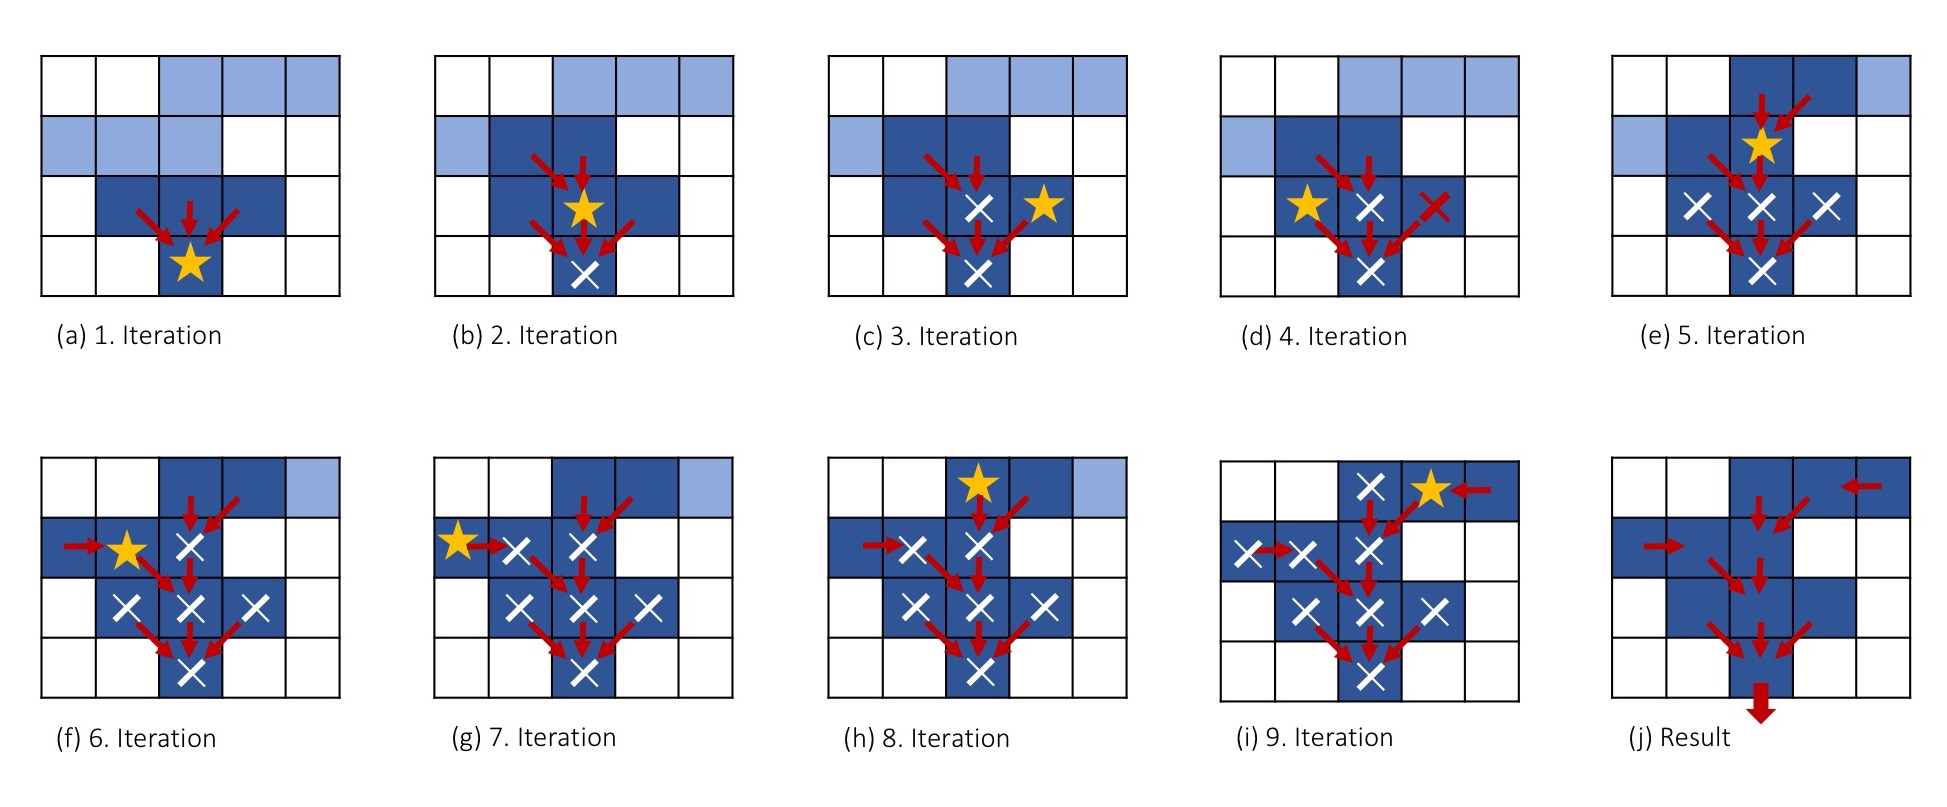 (a) 1. Iteration
(b) 2. Iteration
(c) 3. Iteration
(d) 4. Iteration
(e) 5. Iteration
(f) 6. Iteration
(g) 7. Iteration
(h) 8. Iteration
(i) 9. Iteration
(j) Result